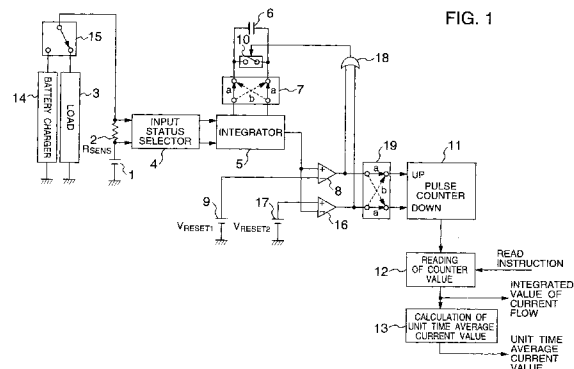 FIG. 1
6
15
10
18
a
a
b
7
14
BATTERY CHARGER
LOAD
3
2
RSENS
1
INPUT
STATUS
SELECTOR
4
INTEGRATOR
5
+
-
8
+
-
16
9
VRESET1
17
VRESET2
19
a
b
a
11
UP
DOWN
PULSE
COUNTER
12
READING
OF COUNTER
VALUE
READ
INSTRUCTION
INTEGRATED
VALUE OF
CURRENT
FLOW
13
CALCULATION OF
UNIT TIME AVERAGE
CURRENT VALUE
UNIT TIME
AVERAGE
CURRENT
VALUE